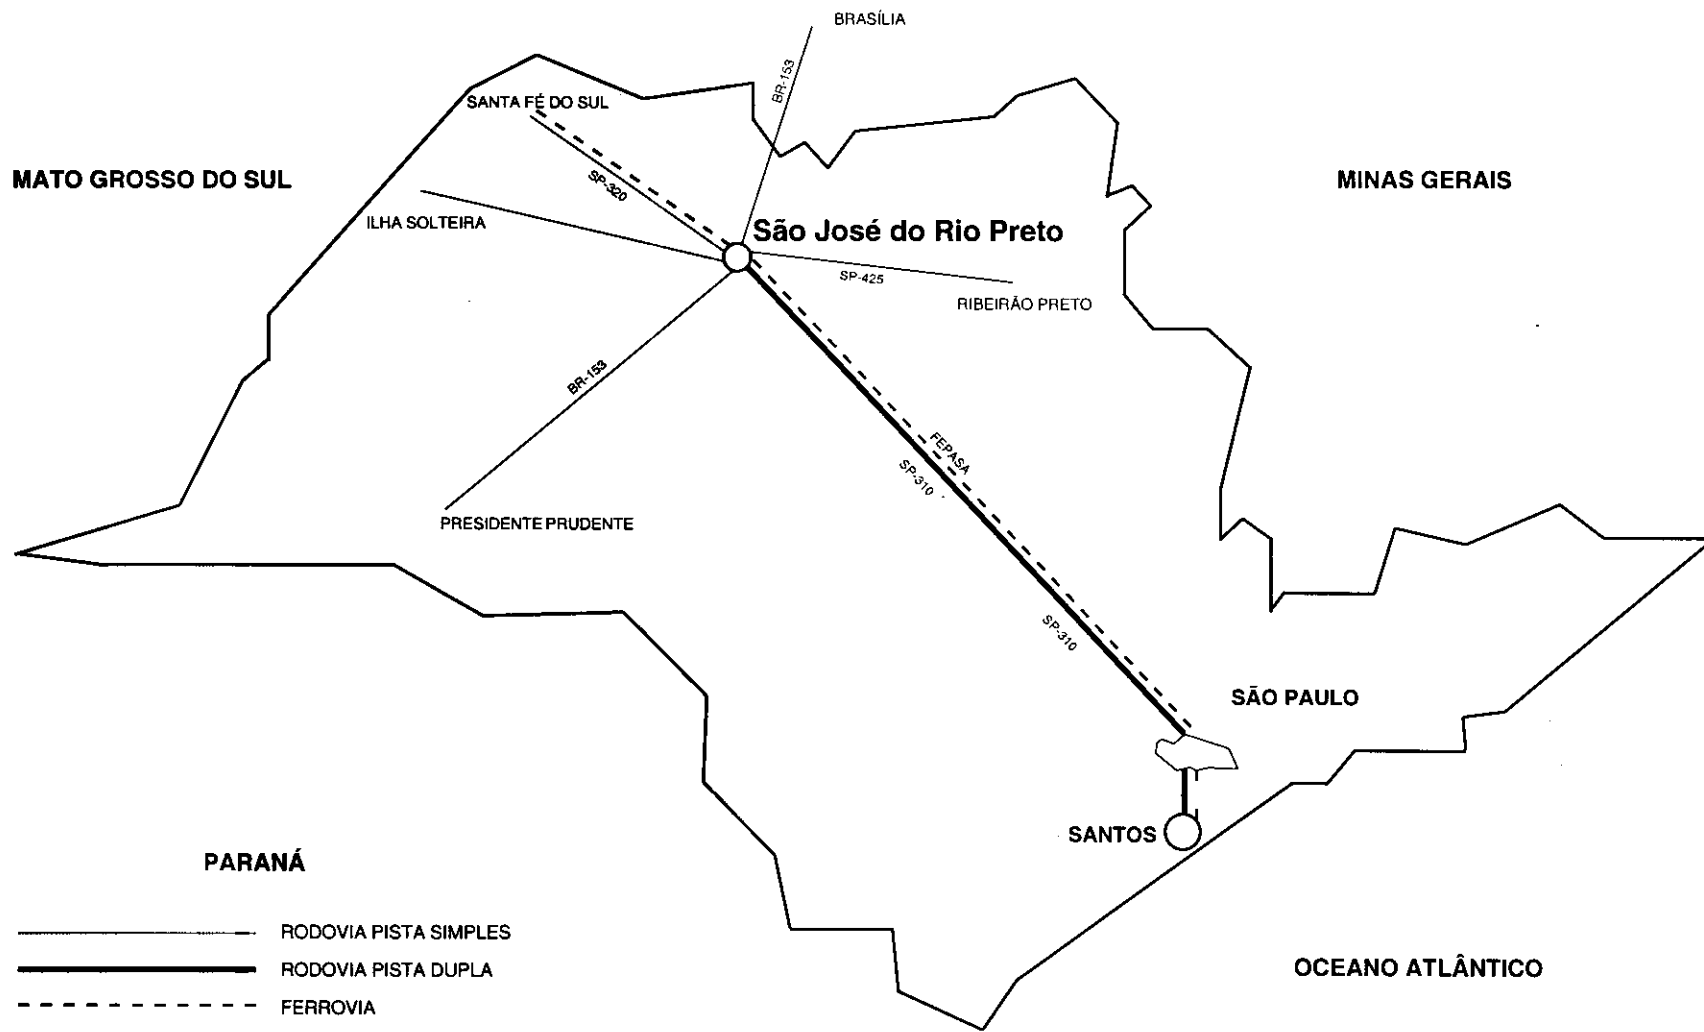 BRASÍLIA
BR-153
SANTA FÉ DO SUL
MATO GROSSO DO SUL
MINAS GERAIS
SP-320
ILHA SOLTEIRA
São José do Rio Preto
SP-425
RIBEIRÃO PRETO
BR-153
FEPASA
SP-310
PRESIDENTE PRUDENTE
SP-310
SÃO PAULO
SANTOS
PARANÁ
RODOVIA PISTA SIMPLES
RODOVIA PISTA DUPLA
OCEANO ATLÂNTICO
FERROVIA